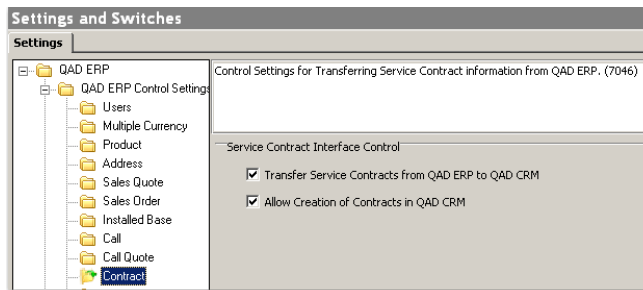 Settings and Switches
Settings
QAD ERP
QAD ERP Control Settings
Users
Multiple Currency
Product
Address
Sales Quote
Sales Order
Installed Base
Call
Call Quote
Contract
Control Settings for Transferring Service Contract information from QAD ERP. (7046)
Service Contract Interface Control
Transfer Service Contracts from QAD ERP to QAD CRM
Allow Creation of Contracts in QAD CRM